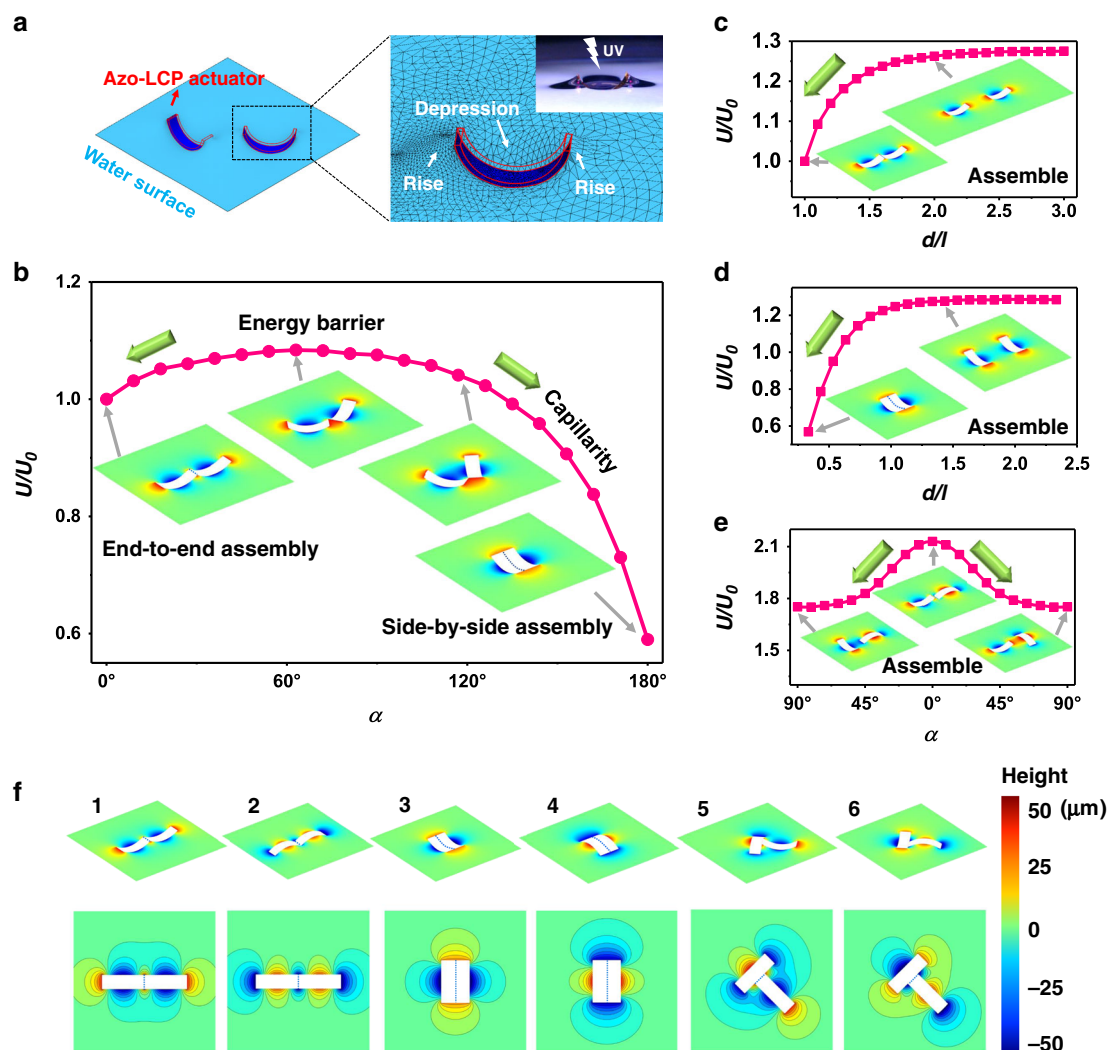 a
Azo-LCP actuator
Water surface
UV
Depression
Rise
Rise
b
U/U0
1.2
1.0
0.8
0.6
Energy barrier
Capillarity
End-to-end assembly
Side-by-side assembly
0° 60° 120° 180°
α
c
U/U0
1.3
1.2
1.1
1.0
Assemble
1.0 1.5 2.0 2.5 3.0
d/l
d
U/U0
1.2
1.0
0.8
0.6
Assemble
0.5 1.0 1.5 2.0 2.5
d/l
e
U/U0
2.1
1.8
1.5
Assemble
90° 45° 0° 45° 90°
α
f
1 2 3 4 5 6
Height
(μm)
50
25
0
−25
−50